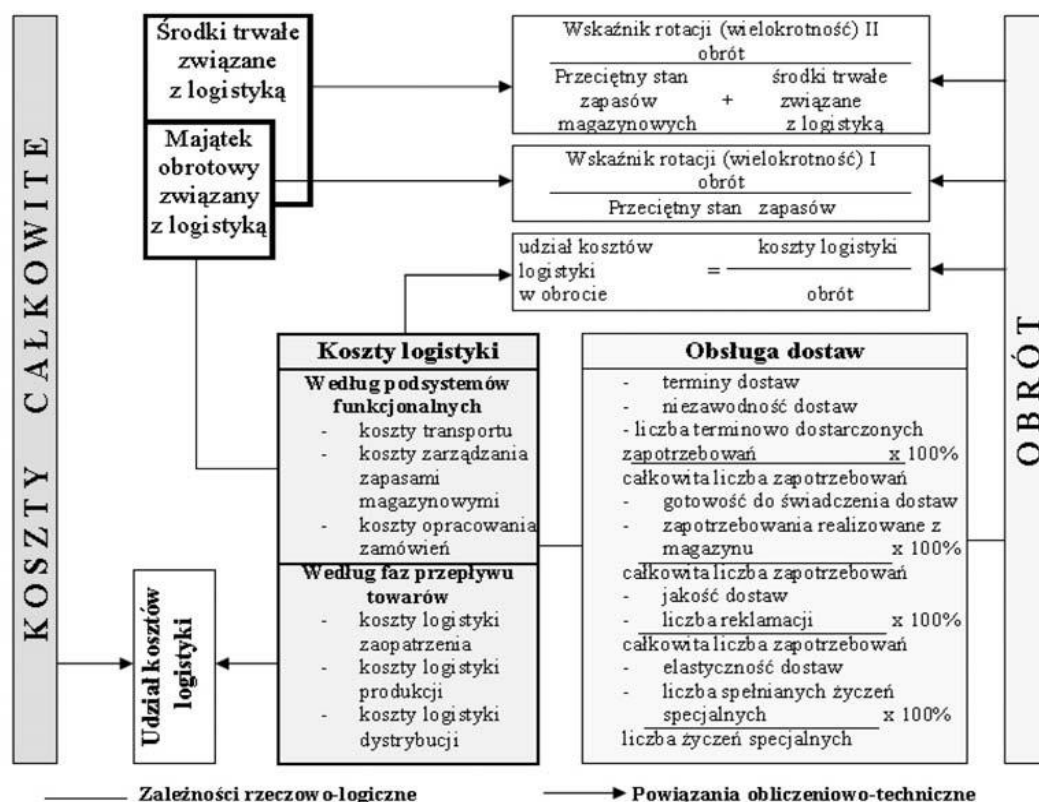 KOSZTY CAŁKOWITE
Środki trwałe
związane
z logistyką
Majątek
obrotowy
związany
z logistyką
Wskaźnik rotacji (wielokrotność) II
obrót
Przeciętny stan
zapasów
magazynowych
+
środki trwałe
związane
z logistyką
Wskaźnik rotacji (wielokrotność) I
obrót
Przeciętny stan zapasów
udział kosztów
logistyki
w obrocie
=
koszty logistyki
obrót
OBRÓT
Koszty logistyki
Według podsystemów
funkcjonalnych
- koszty transportu
- koszty zarządzania
zapasami
magazynowymi
- koszty opracowania
zamówień
Według faz przepływu
towarów
- koszty logistyki
zaopatrzenia
- koszty logistyki
produkcji
- koszty logistyki
dystrybucji
Obsługa dostaw
- terminy dostaw
- niezawodność dostaw
- liczba terminowo dostarczonych
zapotrzebowań x 100%
całkowita liczba zapotrzebowań
- gotowość do świadczenia dostaw
- zapotrzebowania realizowane z
magazynu x 100%
całkowita liczba zapotrzebowań
- jakość dostaw
- liczba reklamacji x 100%
całkowita liczba zapotrzebowań
- elastyczność dostaw
- liczba spełnianych życzeń
specjalnych x 100%
liczba życzeń specjalnych
Udział kosztów
logistyki
Zależności rzeczowo-logiczne
Powiązania obliczeniowo-techniczne